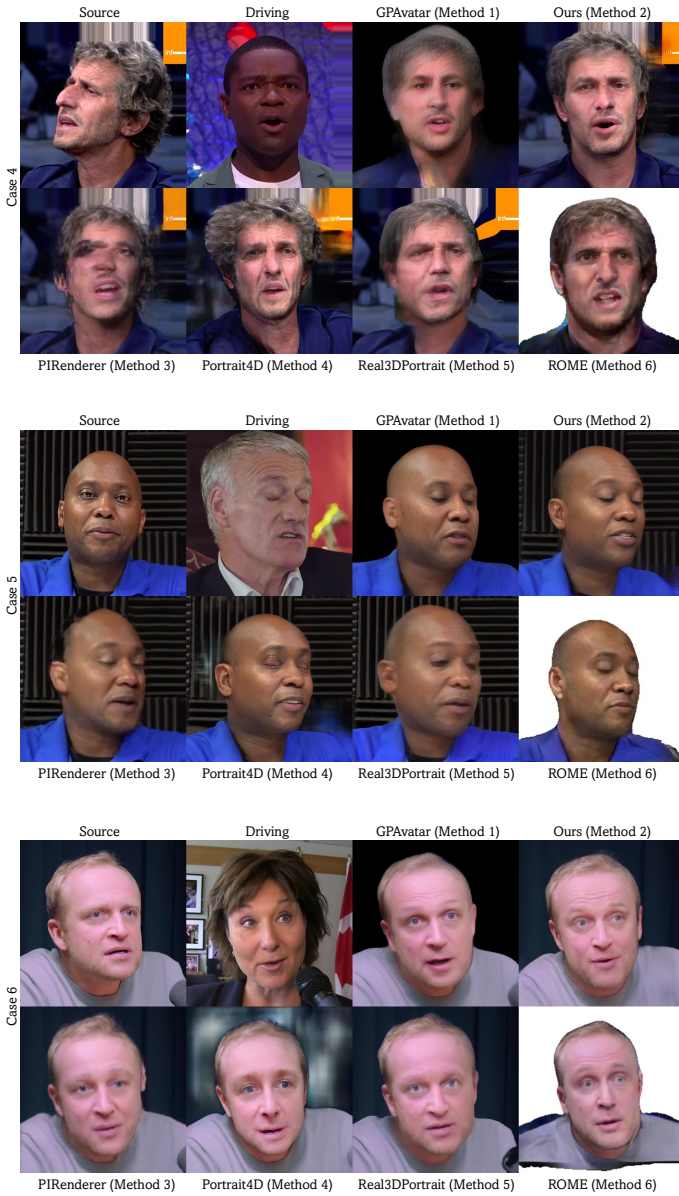 Source Driving GPAvatar (Method 1) Ours (Method 2)
Case 4
PIRenderer (Method 3) Portrait4D (Method 4) Real3DPortrait (Method 5) ROME (Method 6)
Source Driving GPAvatar (Method 1) Ours (Method 2)
Case 5
PIRenderer (Method 3) Portrait4D (Method 4) Real3DPortrait (Method 5) ROME (Method 6)
Source Driving GPAvatar (Method 1) Ours (Method 2)
Case 6
PIRenderer (Method 3) Portrait4D (Method 4) Real3DPortrait (Method 5) ROME (Method 6)